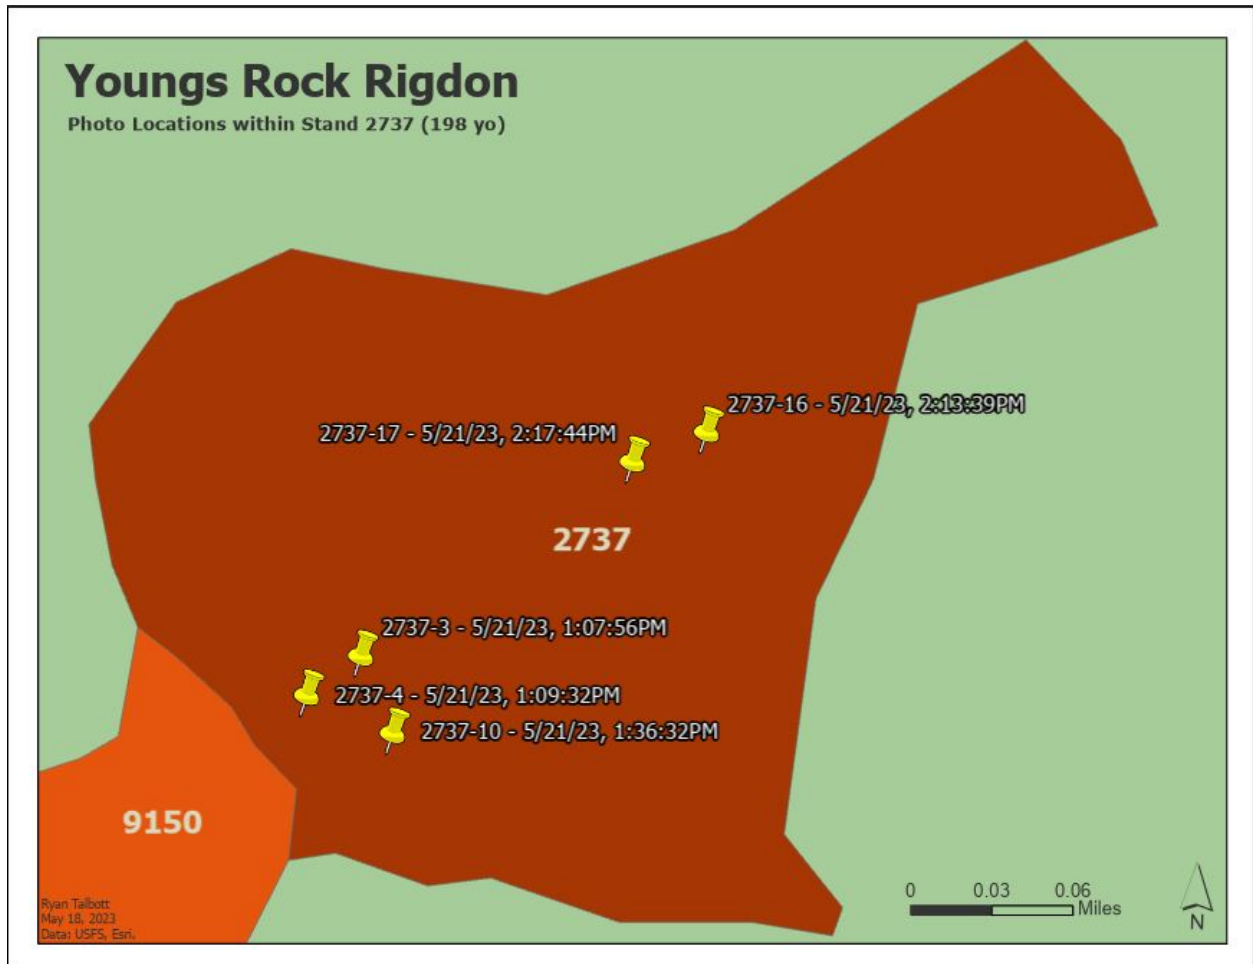 Youngs Rock Rigdon
Photo Locations within Stand 2737 (198 yo)
2737-16 - 5/21/23, 2:13:39PM
2737-17 - 5/21/23, 2:17:44PM
2737
2737-3 - 5/21/23, 1:07:56PM
2737-4 - 5/21/23, 1:09:32PM
2737-10 - 5/21/23, 1:36:32PM
9150
0 0.03 0.06
Miles
N
Ryan Talbott
May 18, 2023
Data: USFS, Esri.